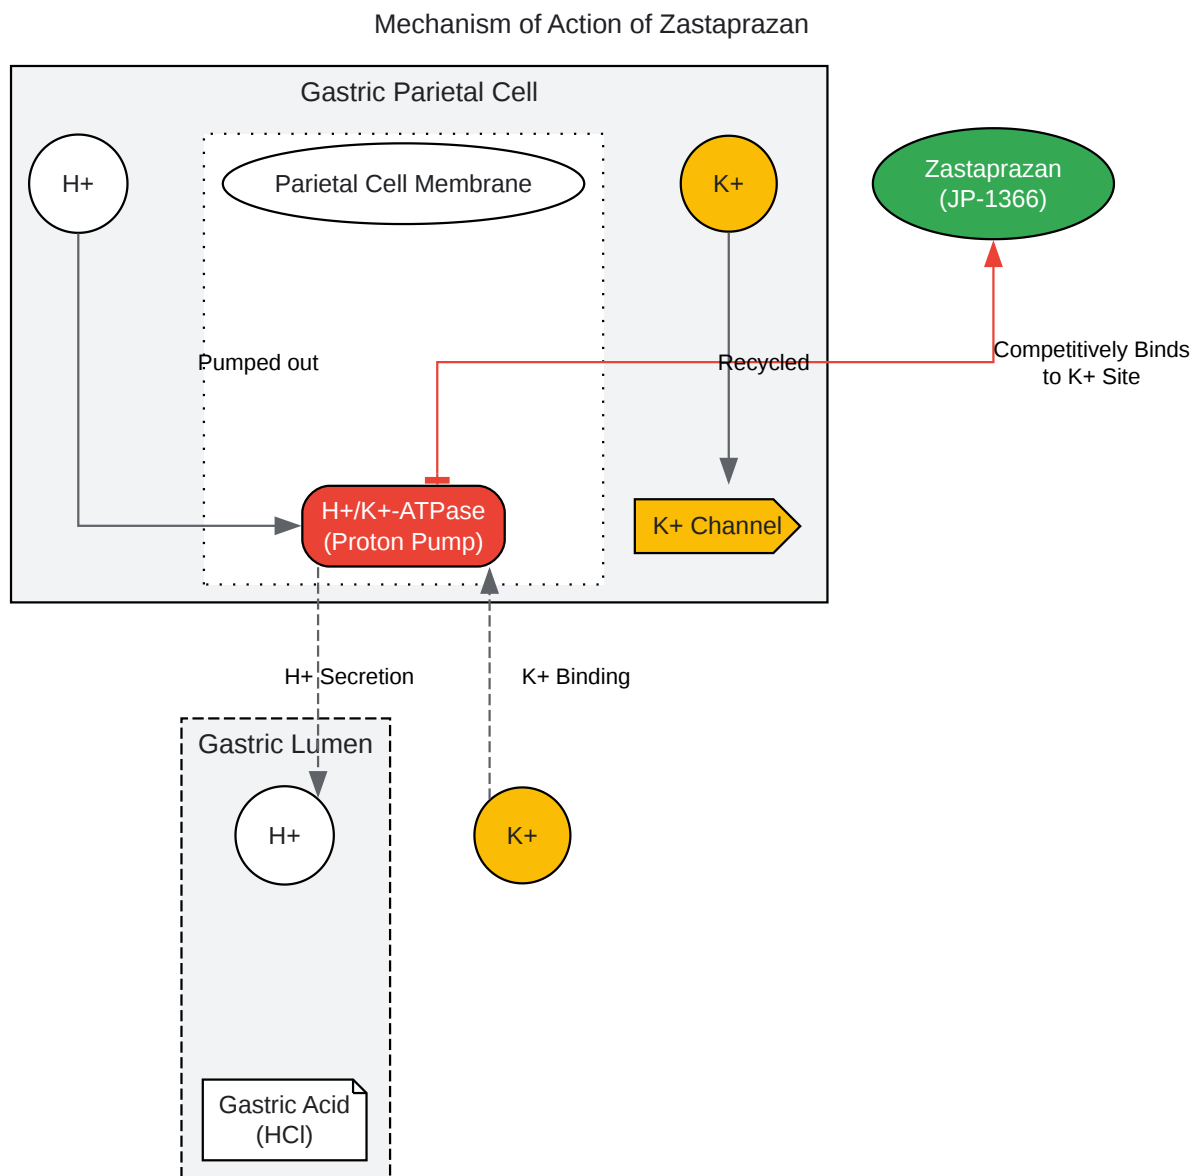 Mechanism of Action of Zastaprazan
Gastric Parietal Cell
H+
Parietal Cell Membrane
K+
Zastaprazan
(JP-1366)
Pumped out
Recycled
Competitively Binds
to K+ Site
H+/K+-ATPase
(Proton Pump)
K+ Channel
H+ Secretion
K+ Binding
Gastric Lumen
H+
K+
Gastric Acid
(HCl)